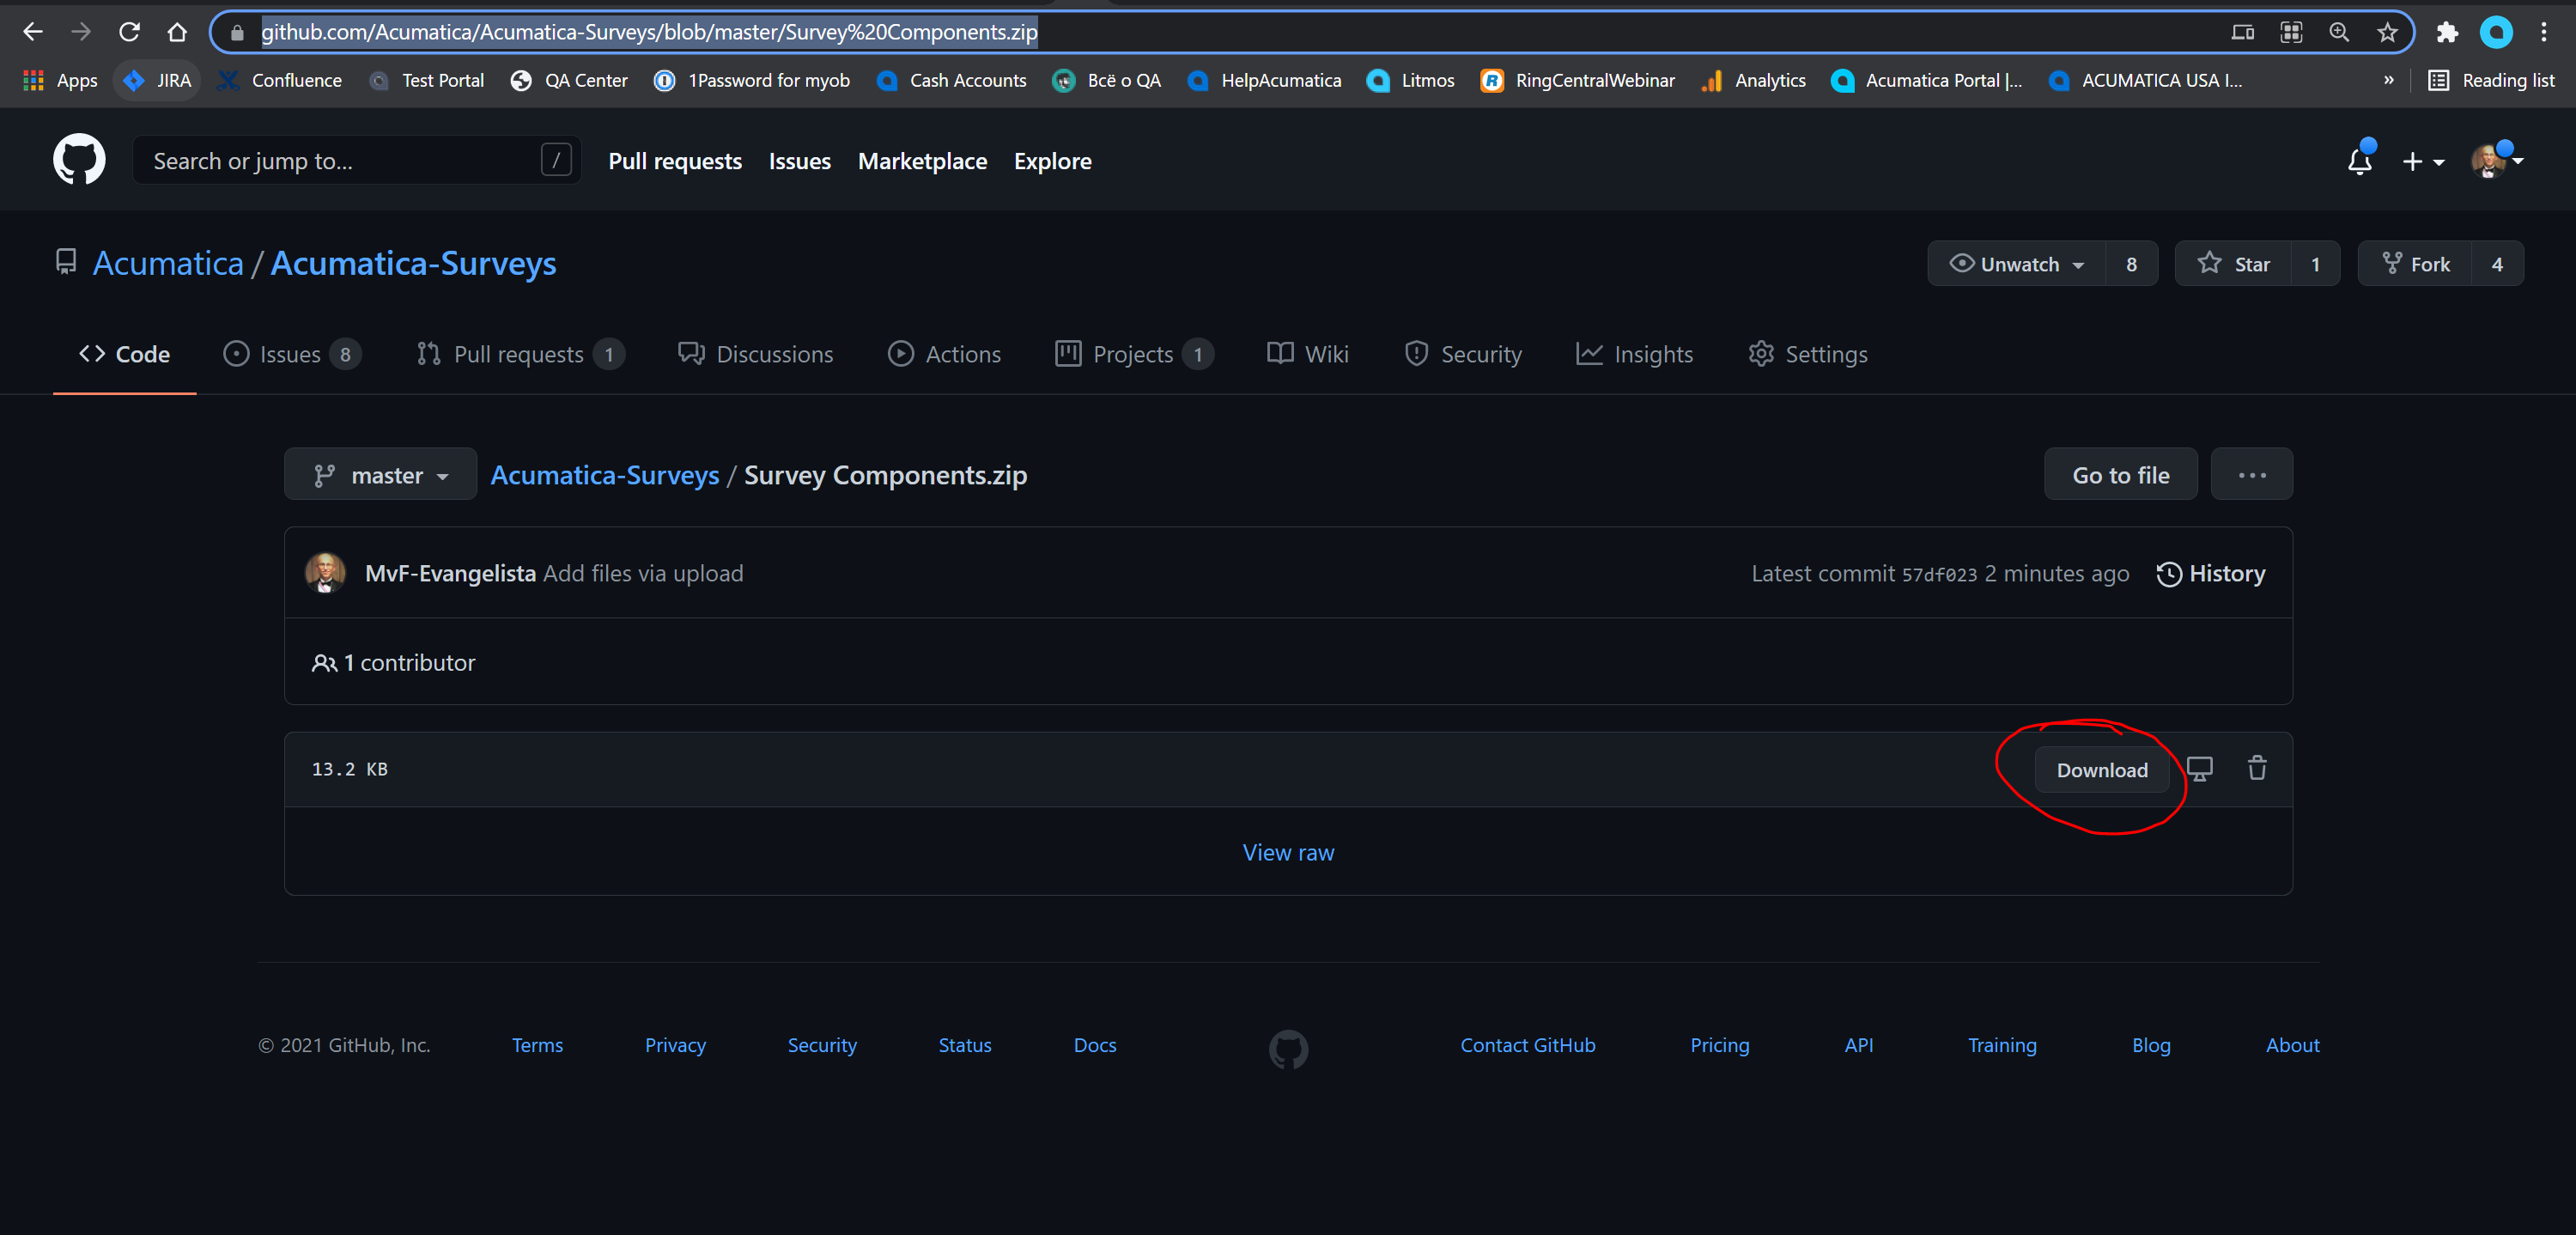 github.com/Acumatica/Acumatica-Surveys/blob/master/Survey%20Components.zip
Apps JIRA Confluence Test Portal QA Center 1Password for myob Cash Accounts Всё о QA HelpAcumatica Litmos RingCentralWebinar Analytics Acumatica Portal |... ACUMATICA USA I... » Reading list
Search or jump to... / Pull requests Issues Marketplace Explore
Acumatica / Acumatica-Surveys Unwatch 8 Star 1 Fork 4
Code Issues 8 Pull requests 1 Discussions Actions Projects 1 Wiki Security Insights Settings
master Acumatica-Surveys / Survey Components.zip Go to file ...
MvF-Evangelista Add files via upload Latest commit 57df023 2 minutes ago History
1 contributor
13.2 KB Download
View raw
© 2021 GitHub, Inc. Terms Privacy Security Status Docs Contact GitHub Pricing API Training Blog About